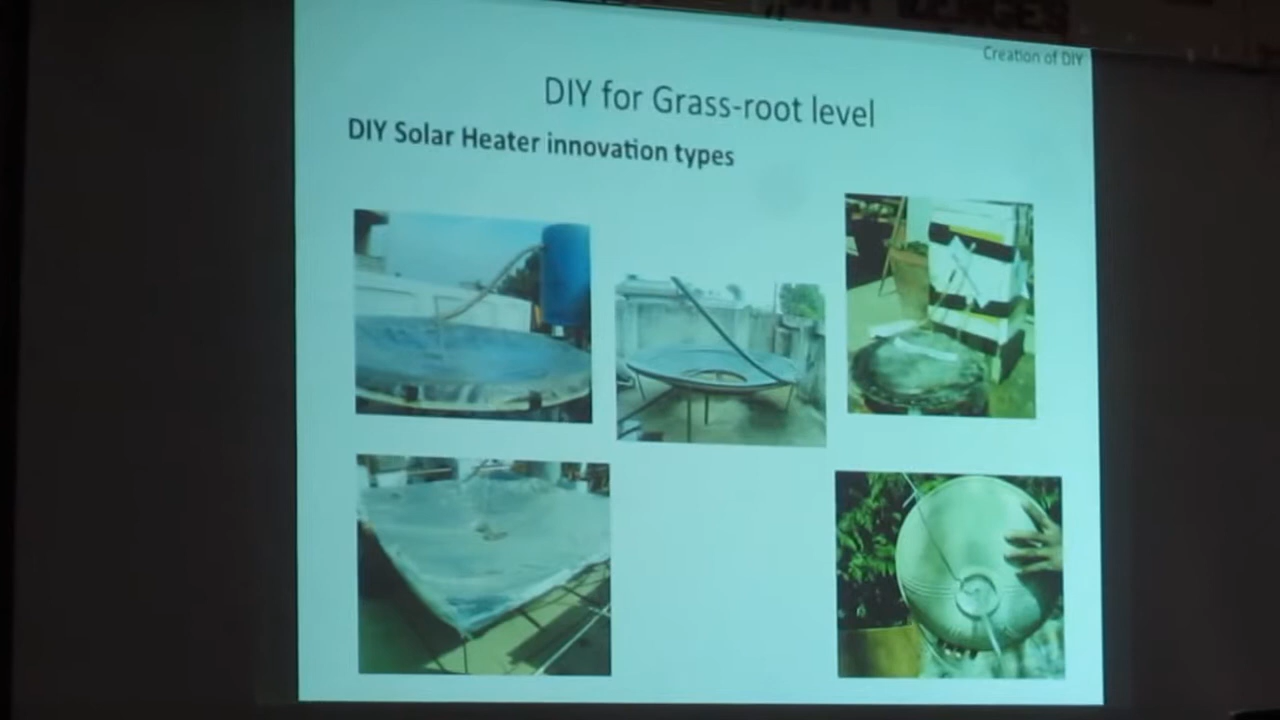 Creation of DIY
DIY for Grass-root level
DIY Solar Heater innovation types